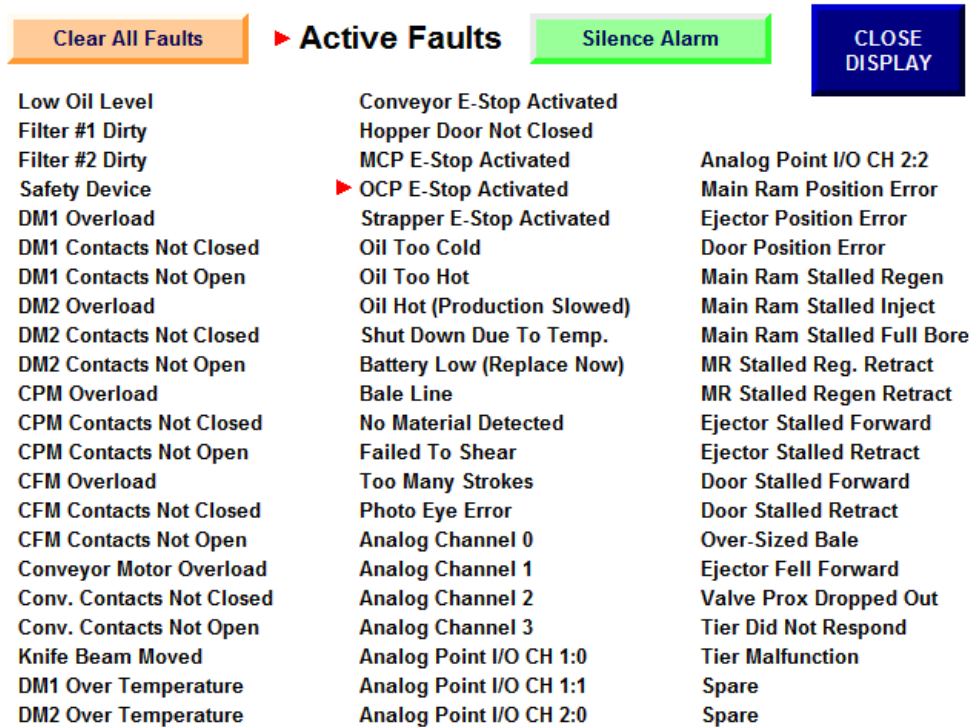 Clear All Faults
Active Faults
Silence Alarm
CLOSE
DISPLAY
Low Oil Level
Filter #1 Dirty
Filter #2 Dirty
Safety Device
DM1 Overload
DM1 Contacts Not Closed
DM1 Contacts Not Open
DM2 Overload
DM2 Contacts Not Closed
DM2 Contacts Not Open
CPM Overload
CPM Contacts Not Closed
CPM Contacts Not Open
CFM Overload
CFM Contacts Not Closed
CFM Contacts Not Open
Conveyor Motor Overload
Conv. Contacts Not Closed
Conv. Contacts Not Open
Knife Beam Moved
DM1 Over Temperature
DM2 Over Temperature
Conveyor E-Stop Activated
Hopper Door Not Closed
MCP E-Stop Activated
OCP E-Stop Activated
Strapper E-Stop Activated
Oil Too Cold
Oil Too Hot
Oil Hot (Production Slowed)
Shut Down Due To Temp.
Battery Low (Replace Now)
Bale Line
No Material Detected
Failed To Shear
Too Many Strokes
Photo Eye Error
Analog Channel 0
Analog Channel 1
Analog Channel 2
Analog Channel 3
Analog Point I/O CH 1:0
Analog Point I/O CH 1:1
Analog Point I/O CH 2:0
Analog Point I/O CH 2:2
Main Ram Position Error
Ejector Position Error
Door Position Error
Main Ram Stalled Regen
Main Ram Stalled Inject
Main Ram Stalled Full Bore
MR Stalled Reg. Retract
MR Stalled Regen Retract
Ejector Stalled Forward
Ejector Stalled Retract
Door Stalled Forward
Door Stalled Retract
Over-Sized Bale
Ejector Fell Forward
Valve Prox Dropped Out
Tier Did Not Respond
Tier Malfunction
Spare
Spare